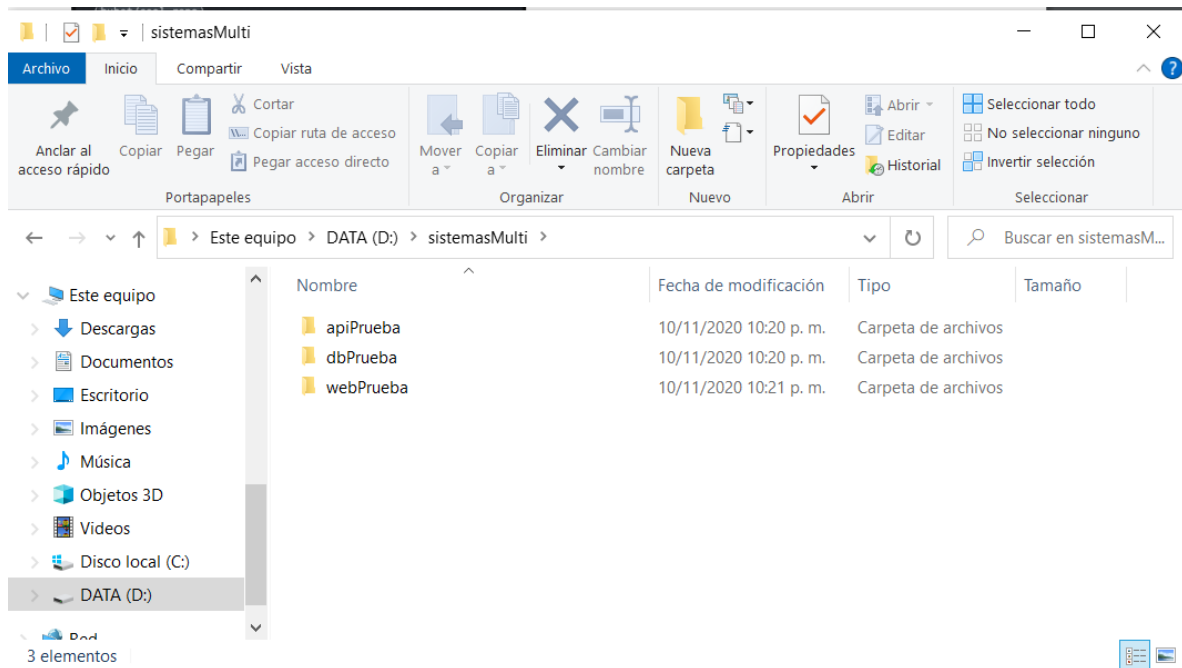 sistemasMulti
Archivo Inicio Compartir Vista
Anclar al acceso rápido
Copiar
Pegar
Cortar
Copiar ruta de acceso
Pegar acceso directo
Portapapeles
Mover a
Copiar a
Eliminar
Cambiar nombre
Organizar
Nueva carpeta
Nuevo
Propiedades
Abrir
Editar
Historial
Abrir
Seleccionar todo
No seleccionar ninguno
Invertir selección
Seleccionar
Este equipo > DATA (D:) > sistemasMulti >
Buscar en sistemasM...
Este equipo
Descargas
Documentos
Escritorio
Imágenes
Música
Objetos 3D
Videos
Disco local (C:)
DATA (D:)
Red
Nombre Fecha de modificación Tipo Tamaño
apiPrueba 10/11/2020 10:20 p. m. Carpeta de archivos
dbPrueba 10/11/2020 10:20 p. m. Carpeta de archivos
webPrueba 10/11/2020 10:21 p. m. Carpeta de archivos
3 elementos